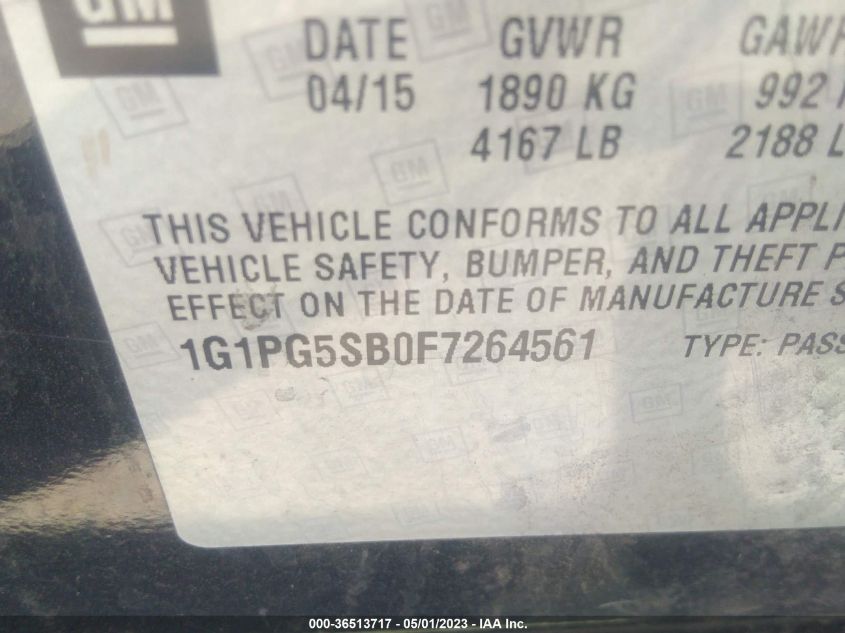 GM
DATE GVWR GAWR
04/15 1890 KG 992
4167 LB 2188 L
THIS VEHICLE CONFORMS TO ALL APPLI
VEHICLE SAFETY, BUMPER, AND THEFT P
EFFECT ON THE DATE OF MANUFACTURE S
1G1PG5SB0F7264561 TYPE: PASS
000-36513717 - 05/01/2023 - IAA Inc.